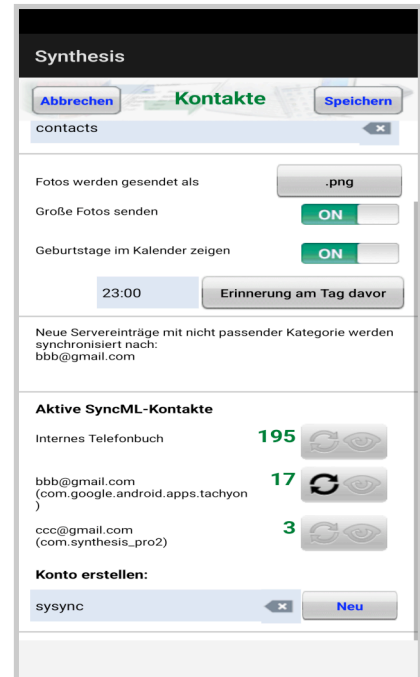 Synthesis
Abbrechen Kontakte Speichern
contacts
Fotos werden gesendet als .png
Große Fotos senden ON
Geburtstage im Kalender zeigen ON
23:00 Erinnerung am Tag davor
Neue Servereinträge mit nicht passender Kategorie werden
synchronisiert nach:
bbb@gmail.com
Aktive SyncML-Kontakte
Internes Telefonbuch 195
bbb@gmail.com 17
(com.google.android.apps.tachyon
)
ccc@gmail.com 3
(com.synthesis_pro2)
Konto erstellen:
sysync Neu